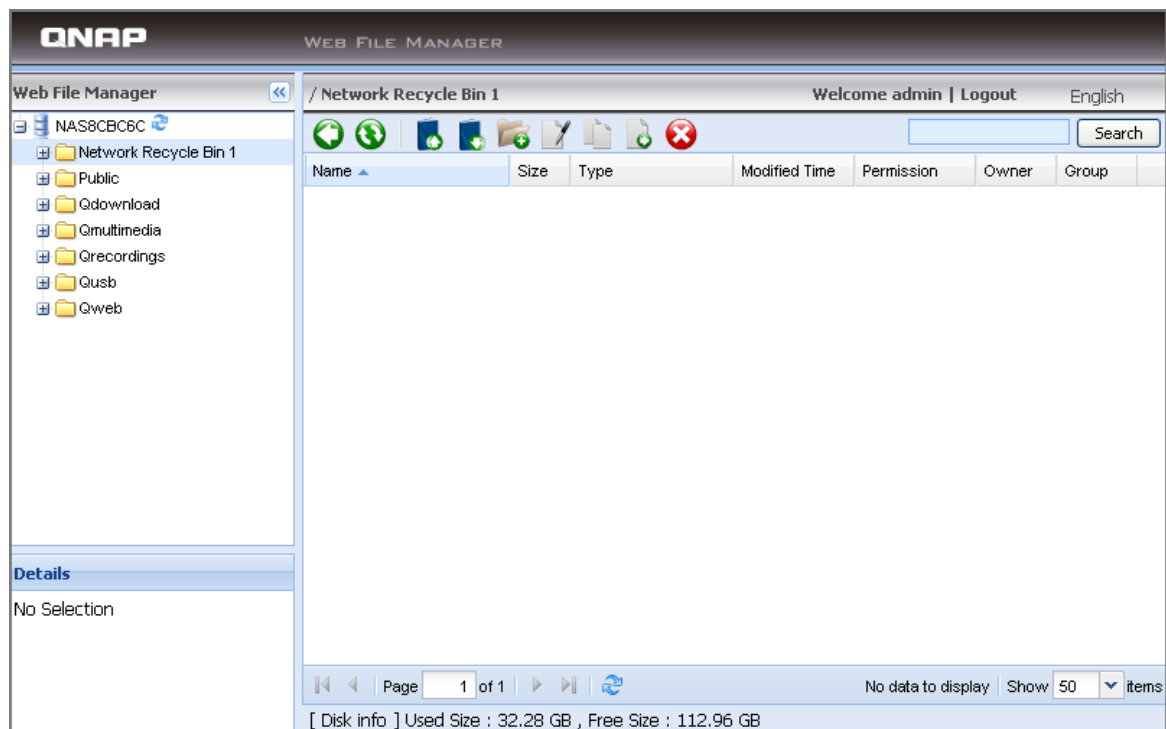 QNAP
WEB FILE MANAGER
Web File Manager
/ Network Recycle Bin 1
Welcome admin | Logout
English
NAS8CBC6C
Network Recycle Bin 1
Public
Qdownload
Qmultimedia
Qrecordings
Qusb
Qweb
Search
Name Size Type Modified Time Permission Owner Group
Details
No Selection
Page 1 of 1
No data to display Show 50 items
[ Disk info ] Used Size : 32.28 GB , Free Size : 112.96 GB